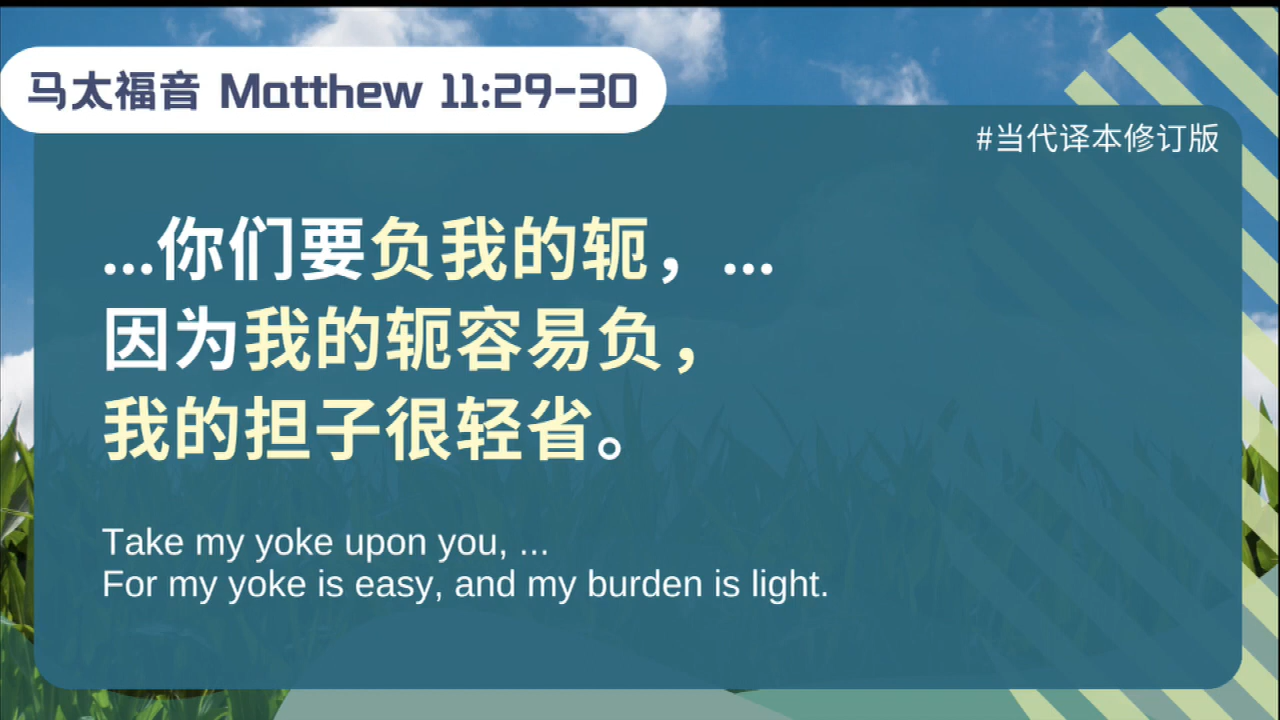 马太福音 Matthew 11:29-30
#当代译本修订版
...你们要负我的轭，...
因为我的轭容易负，
我的担子很轻省。
Take my yoke upon you, ...
For my yoke is easy, and my burden is light.